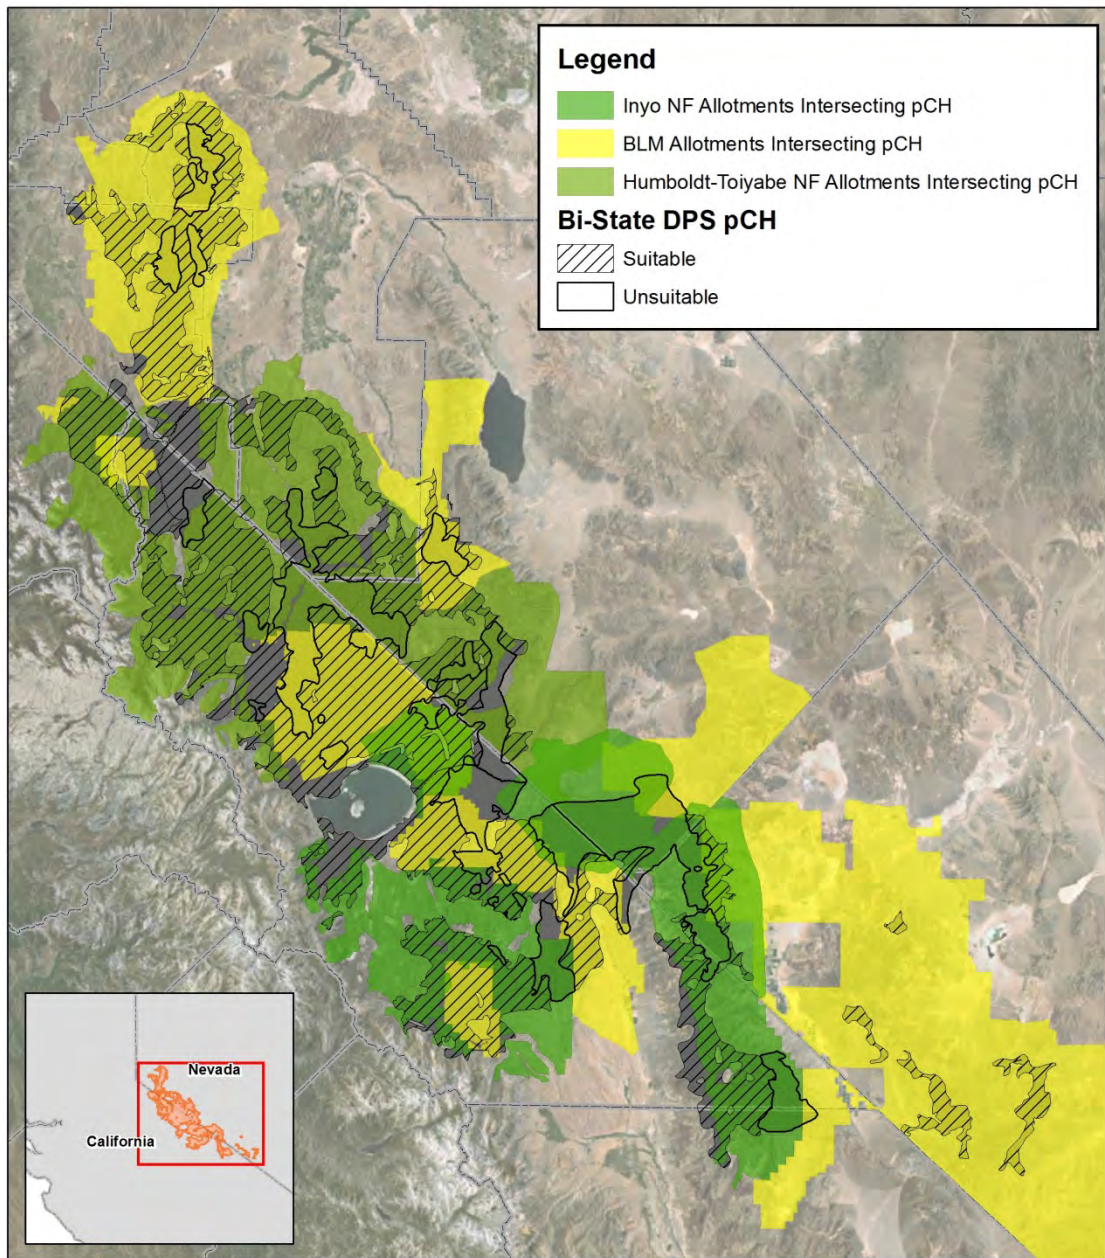 Legend
Inyo NF Allotments Intersecting pCH
BLM Allotments Intersecting pCH
Humboldt-Toiyabe NF Allotments Intersecting pCH
Bi-State DPS pCH
Suitable
Unsuitable
Nevada
California